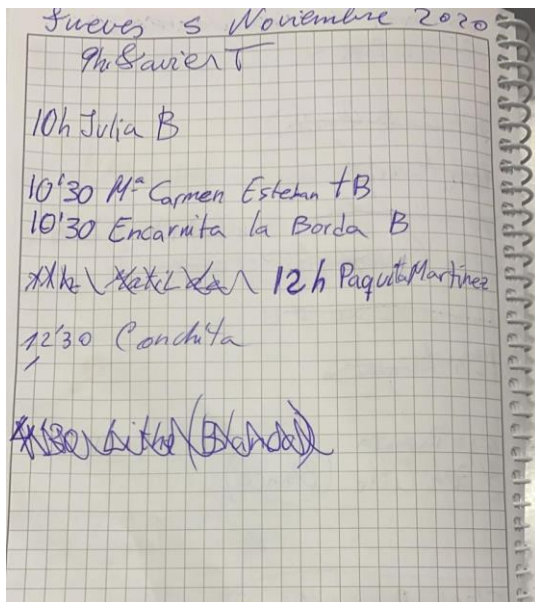 Jueves 5 Noviembre 2020
9h. Xavier T
10h Julia B
10'30 Mª Carmen Esteban +B
10'30 Encarnita la Borda B
12h Paquita Martinez
12'30 Conchita